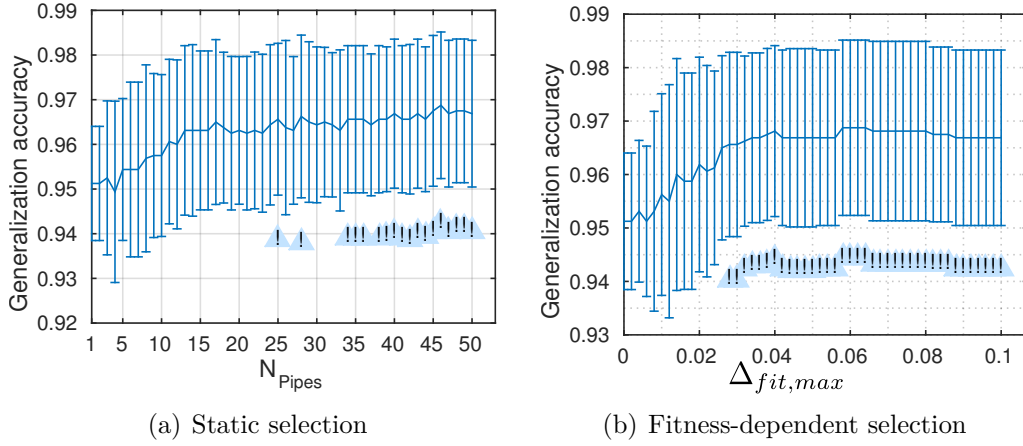 0.99
0.98
0.97
0.96
0.95
0.94
0.93
0.92
Generalization accuracy
1 5 10 15 20 25 30 35 40 45 50
N_Pipes
(a) Static selection
0.99
0.98
0.97
0.96
0.95
0.94
0.93
Generalization accuracy
0 0.02 0.04 0.06 0.08 0.1
Δ_fit,max
(b) Fitness-dependent selection